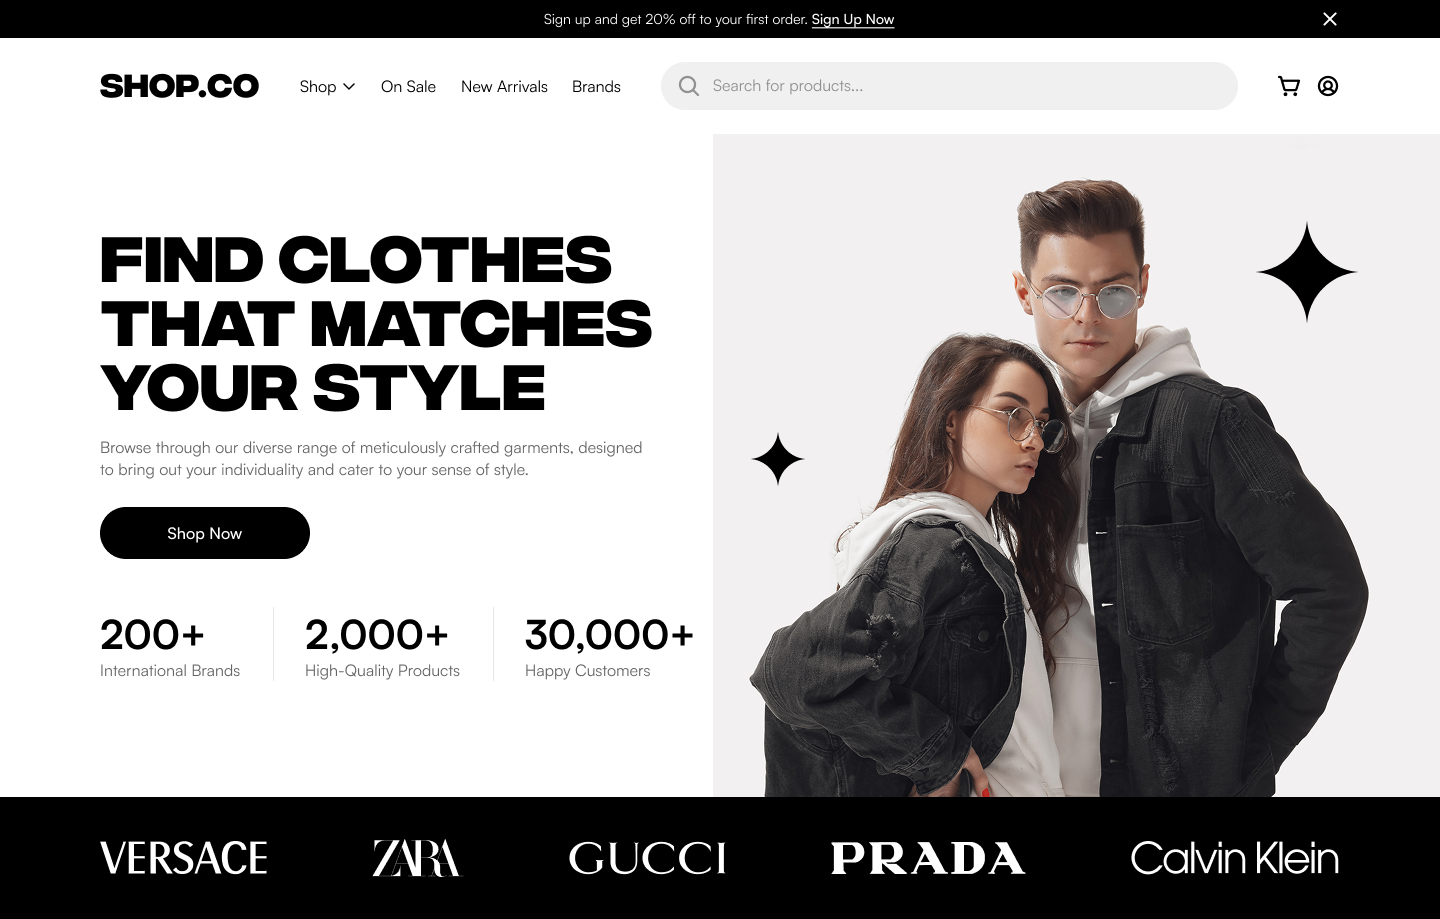 Sign up and get 20% off to your first order. Sign Up Now
SHOP.CO
Shop
On Sale
New Arrivals
Brands
Search for products...
FIND CLOTHES
THAT MATCHES
YOUR STYLE
Browse through our diverse range of meticulously crafted garments, designed
to bring out your individuality and cater to your sense of style.
Shop Now
200+
International Brands
2,000+
High-Quality Products
30,000+
Happy Customers
VERSACE
ZARA
GUCCI
PRADA
Calvin Klein